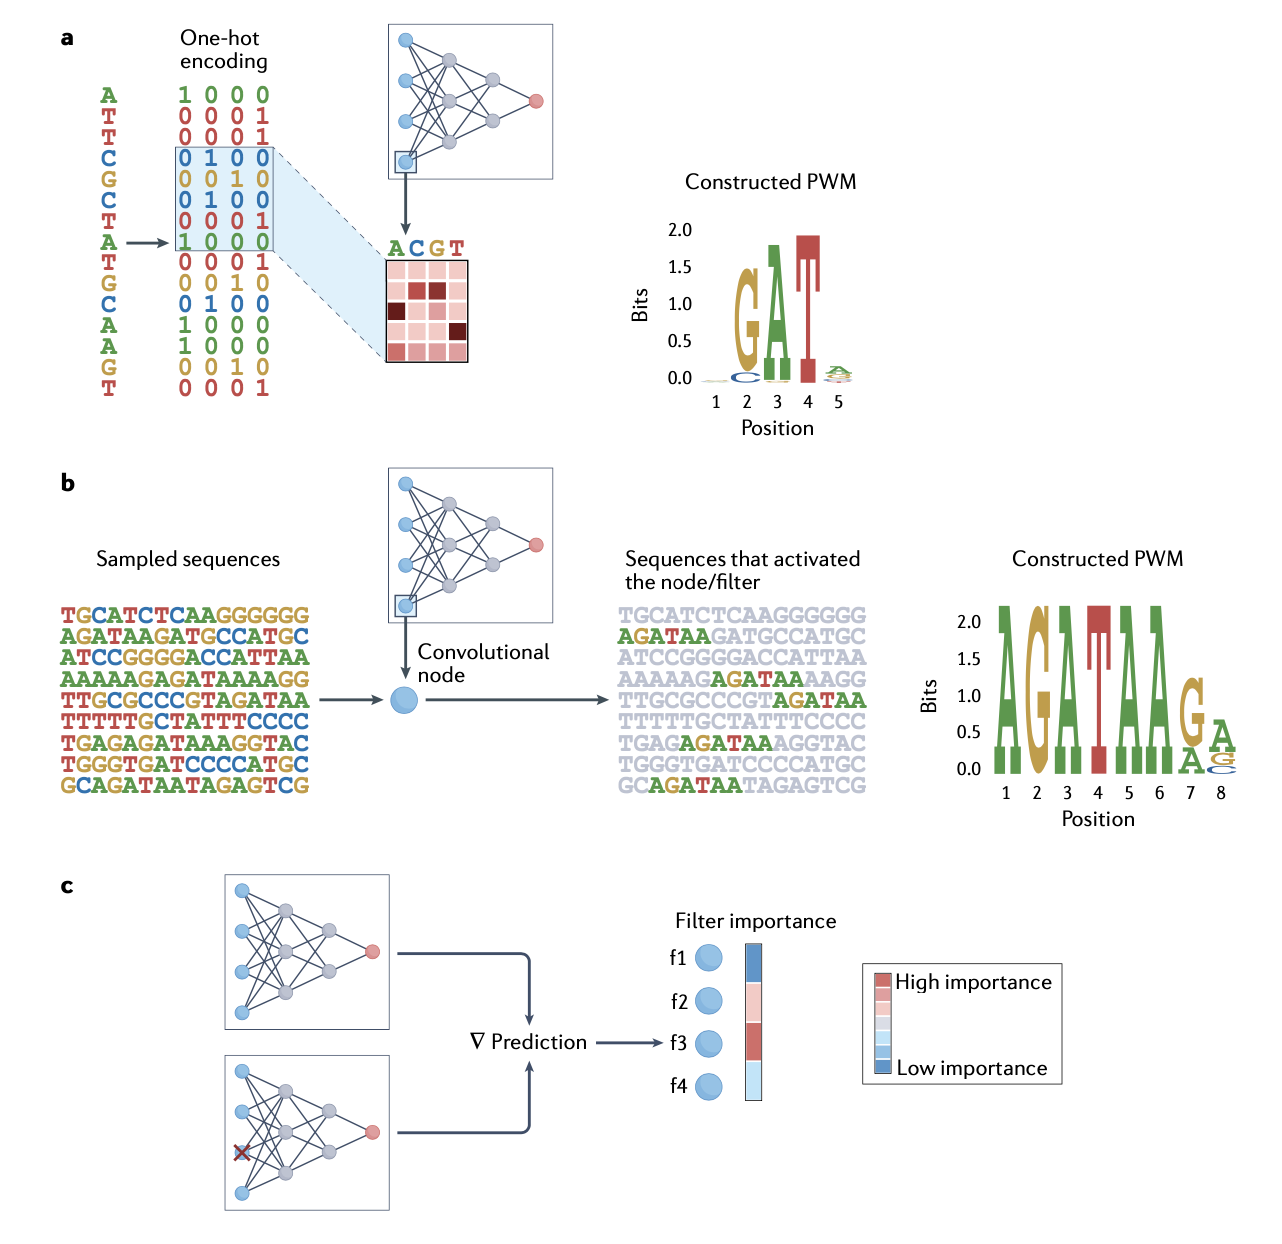 a
One-hot
encoding
A 1 0 0 0
T 0 0 0 1
T 0 0 0 1
C 0 1 0 0
G 0 0 1 0
C 0 1 0 0
T 0 0 0 1
A 1 0 0 0
T 0 0 0 1
G 0 0 1 0
C 0 1 0 0
A 1 0 0 0
A 1 0 0 0
G 0 0 1 0
T 0 0 0 1
A C G T
Constructed PWM
2.0
1.5
1.0
0.5
0.0
Bits
G
C
A
T
A
G
1 2 3 4 5
Position
b
Sampled sequences
TGCATCTCAAGGGGGG
AGATAAGATGCCATGC
ATCCGGGGACCATTAA
AAAAAGAGATAAAAGG
TTGCGCCCGTAGATAA
TTTTTGCTATTTCCCC
TGAGAGATAAAGGTAC
TGGGTGATCCCCATGC
GCAGATAATAGAGTCG
Convolutional
node
Sequences that activated
the node/filter
TGCATCTCAAGGGGGG
AGATAAGATGCCATGC
ATCCGGGGACCATTAA
AAAAAGAGATAAAAGG
TTGCGCCCGTAGATAA
TTTTTGCTATTTCCCC
TGAGAGATAAAGGTAC
TGGGTGATCCCCATGC
GCAGATAATAGAGTCG
Constructed PWM
2.0
1.5
1.0
0.5
0.0
Bits
A G A T A A G A
A G
C
1 2 3 4 5 6 7 8
Position
c
∇ Prediction
Filter importance
f1
f2
f3
f4
High importance
Low importance